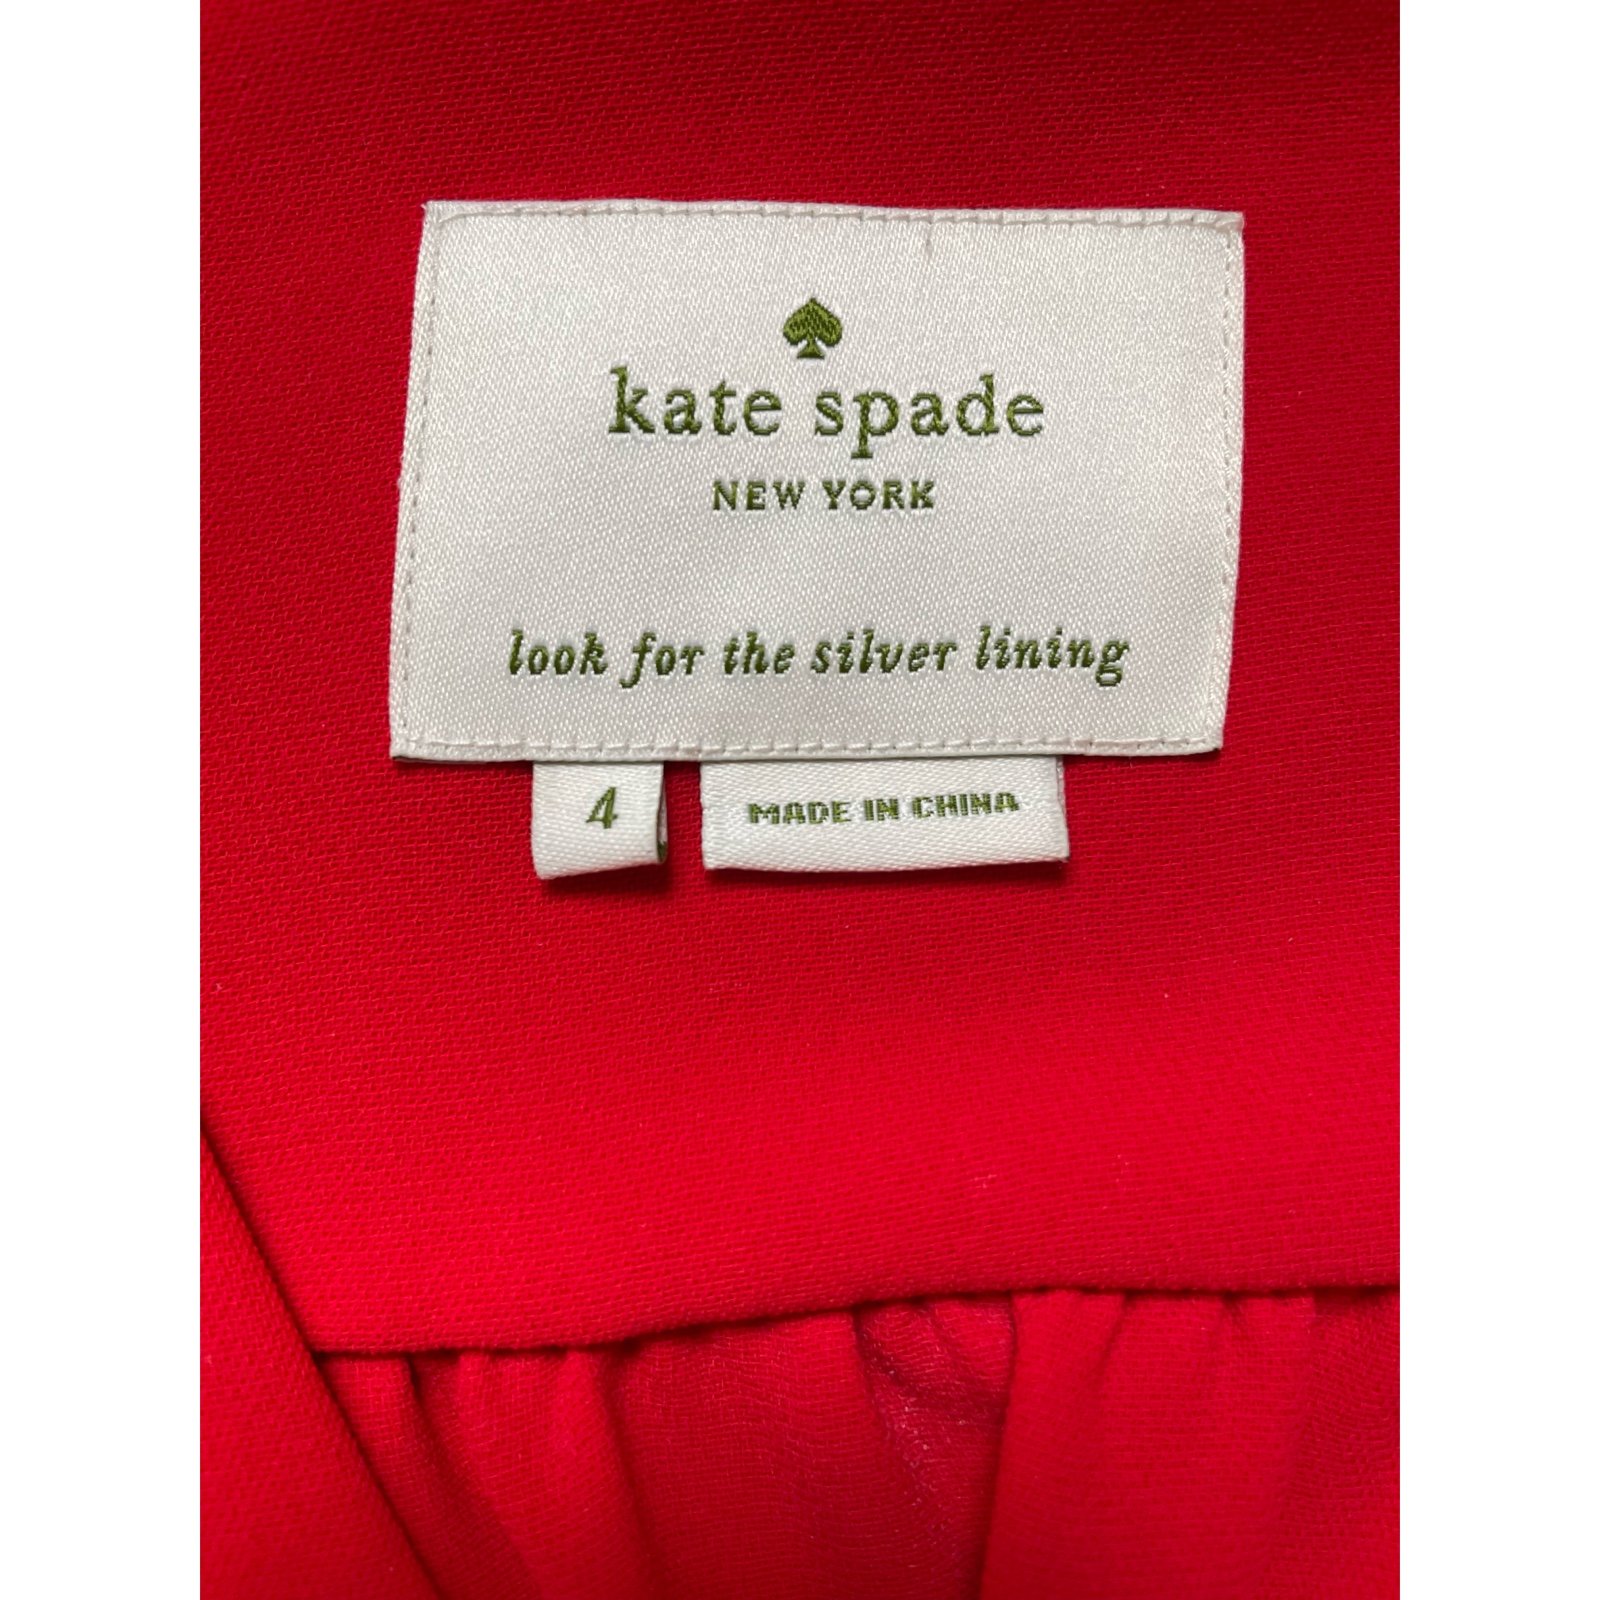 kate spade
NEW YORK
look for the silver lining
4
MADE IN CHINA